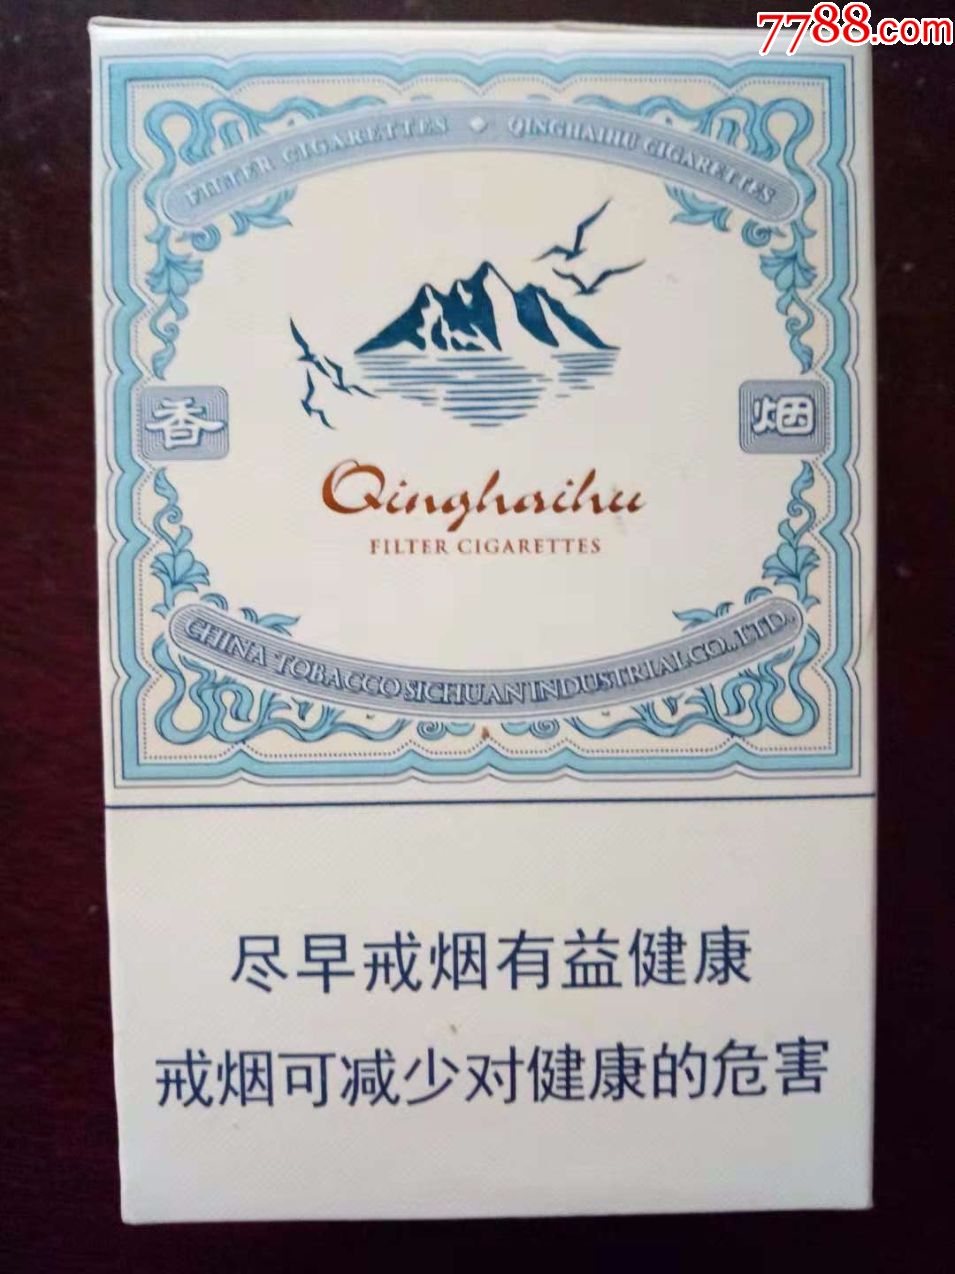 7788.com
FILTER CIGARETTES ◆ QINGHAIHU CIGARETTES
香 烟
Qinghaihu
FILTER CIGARETTES
CHINA TOBACCO SICHUAN INDUSTRIAL CO., LTD.
尽早戒烟有益健康
戒烟可减少对健康的危害